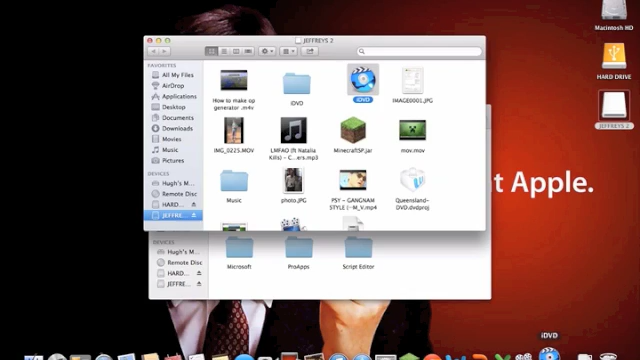 JEFFREYS 2
FAVORITES
All My Files
AirDrop
Applications
Desktop
Documents
Downloads
Movies
Music
Pictures
DEVICES
Hugh's M...
Remote Disc
HARD...
JEFFRE...
How to make op
generator .m4v
iDVD
iDVD
IMAGE0001.JPG
IMG_0225.MOV
LMFAO (ft Natalia
Kills) - C...ers.mp3
MinecraftSP.jar
mov.mov
Music
photo.JPG
PSY - GANGNAM
STYLE (~M_V.mp4
Queensland-
DVD.dvdproj
DEVICES
Hugh's M...
Remote Disc
HARD...
JEFFRE...
Microsoft
ProApps
Script Editor
Macintosh HD
HARD DRIVE
JEFFREYS 2
t Apple.
iDVD